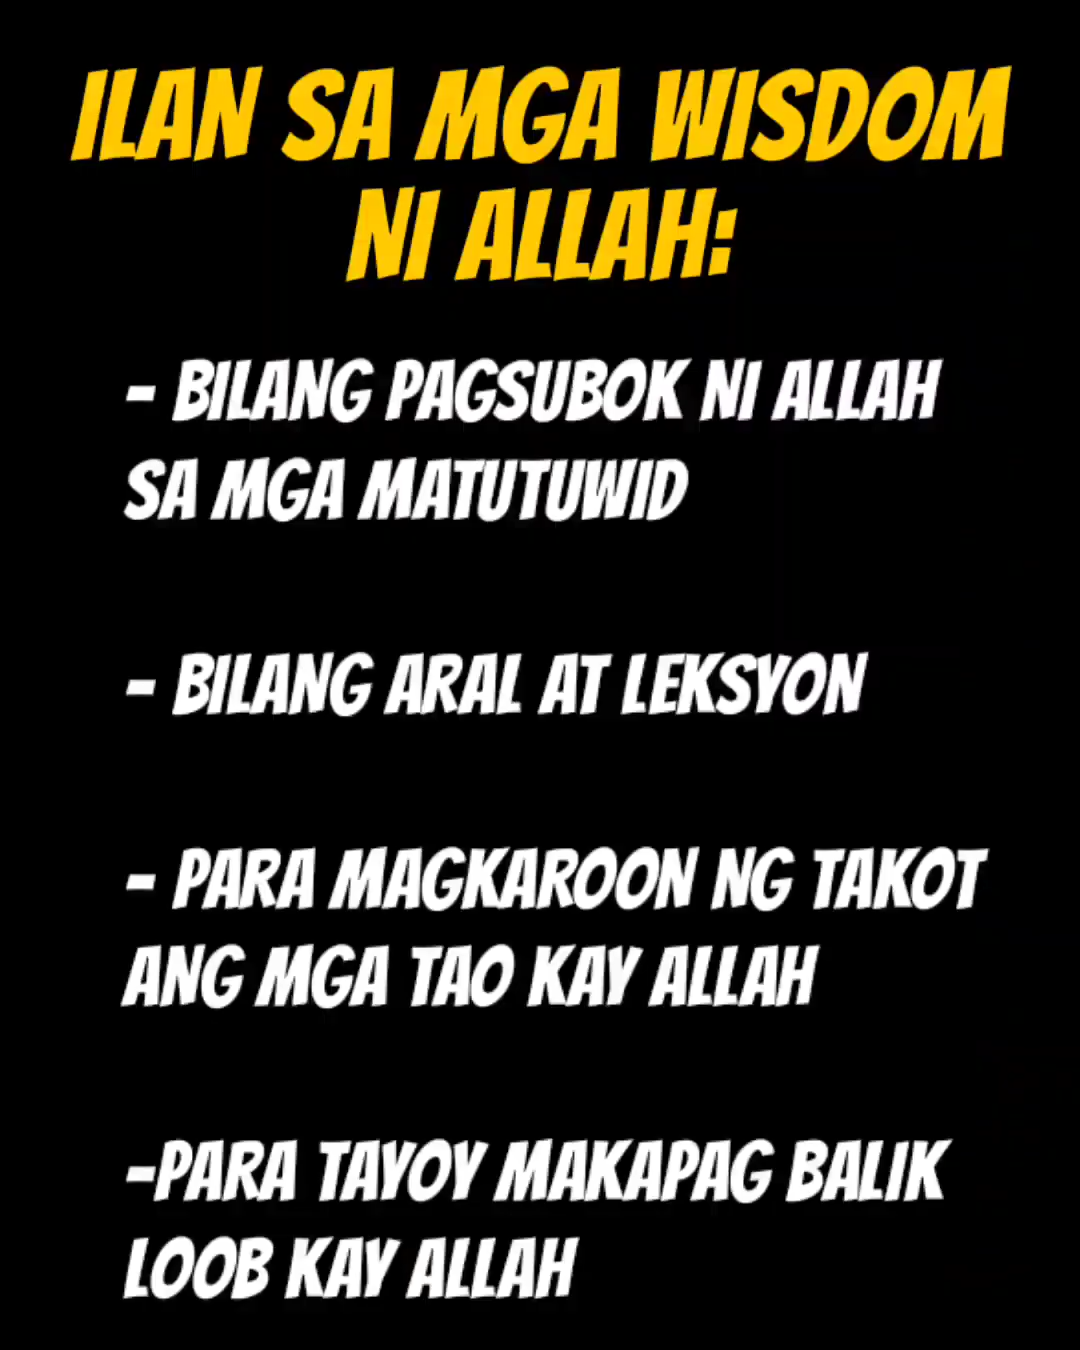 ILAN SA MGA WISDOM
NI ALLAH:
- BILANG PAGSUBOK NI ALLAH
SA MGA MATUTUWID
- BILANG ARAL AT LEKSYON
- PARA MAGKAROON NG TAKOT
ANG MGA TAO KAY ALLAH
-PARA TAYOY MAKAPAG BALIK
LOOB KAY ALLAH